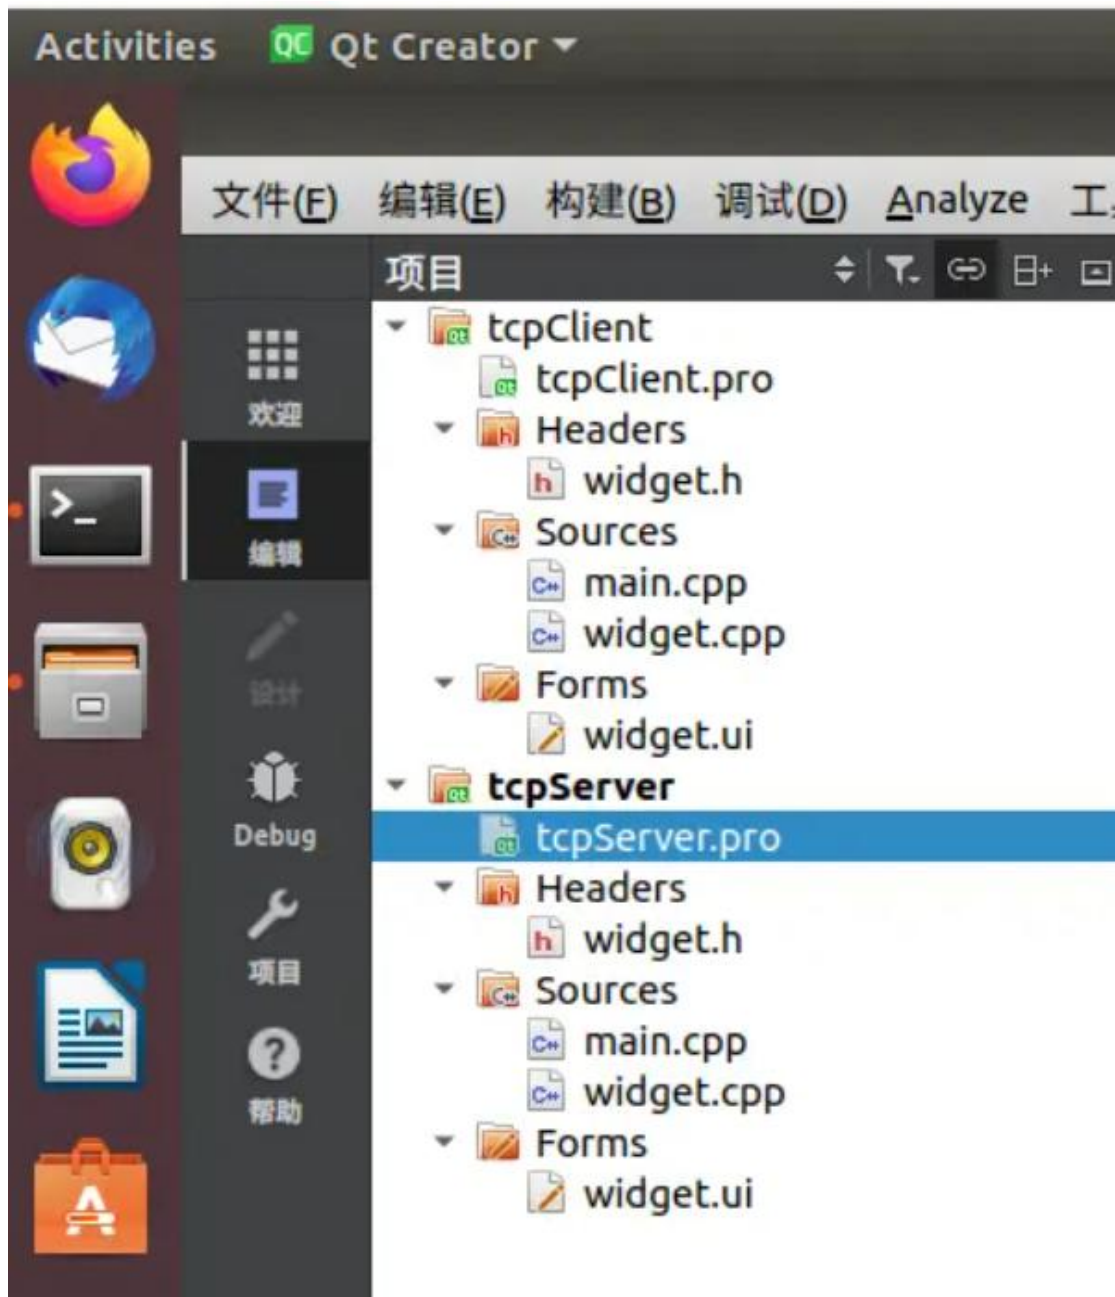 Activities QC Qt Creator
文件(F) 编辑(E) 构建(B) 调试(D) Analyze
项目
欢迎
编辑
设计
Debug
项目
帮助
tcpClient
tcpClient.pro
Headers
widget.h
Sources
main.cpp
widget.cpp
Forms
widget.ui
tcpServer
tcpServer.pro
Headers
widget.h
Sources
main.cpp
widget.cpp
Forms
widget.ui